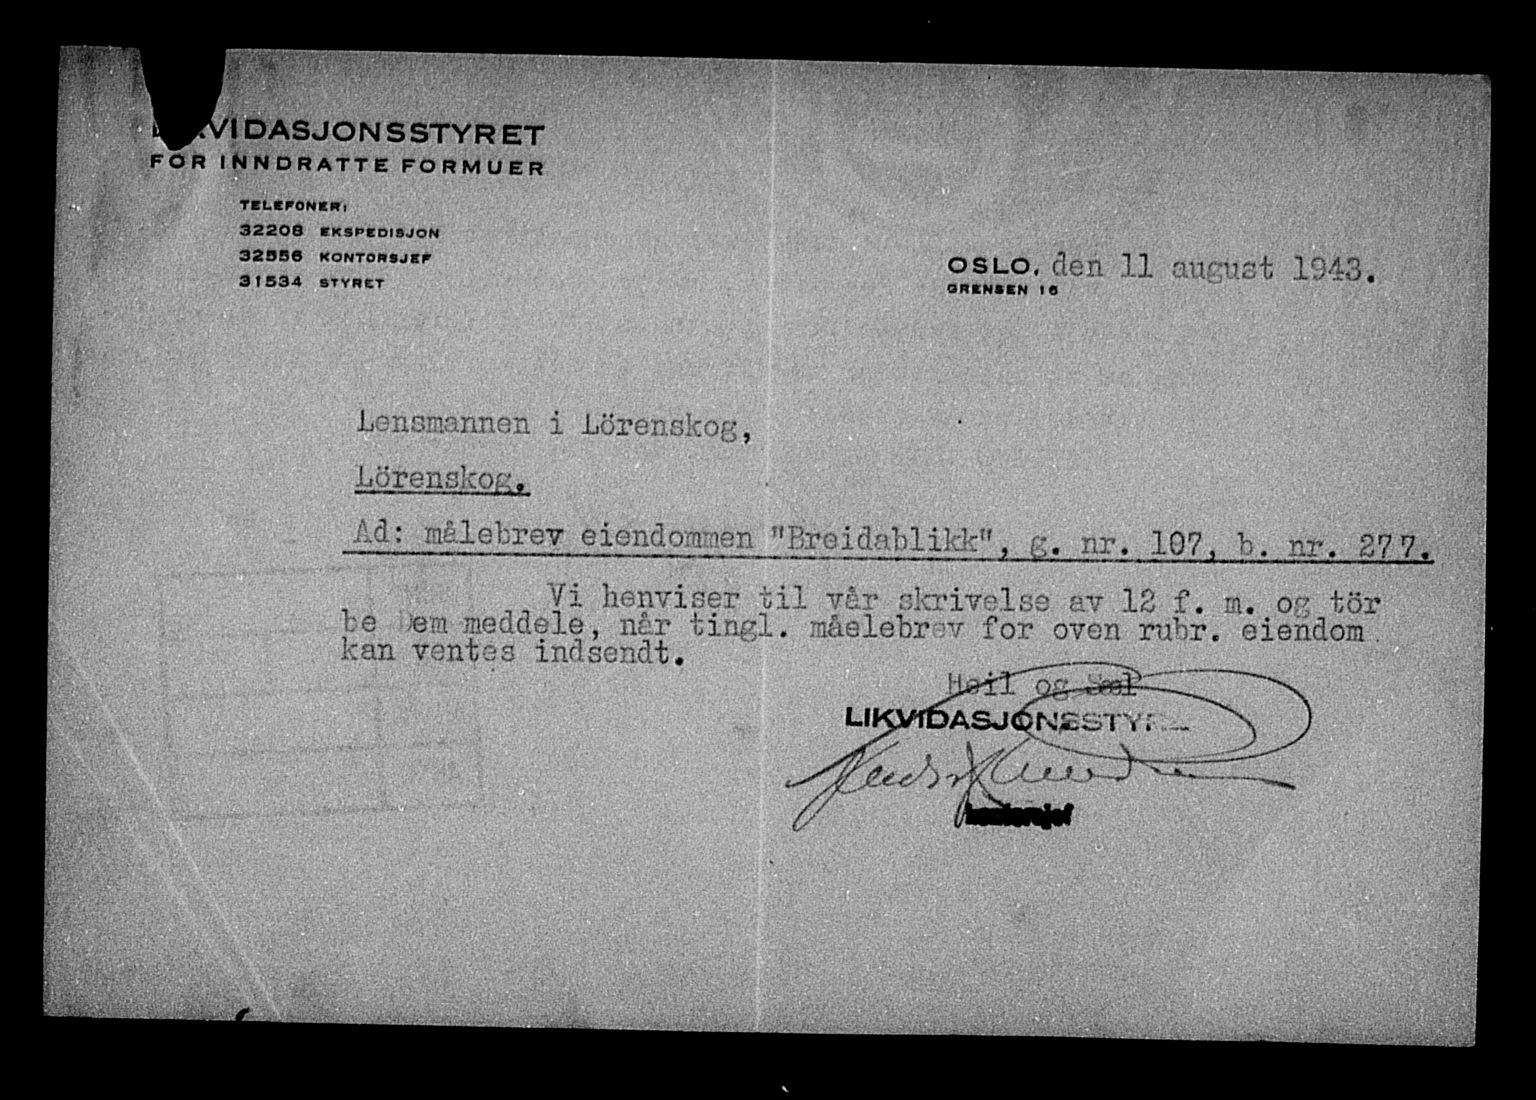 LIKVIDASJONSSTYRET
FOR INNDRATTE FORMUER
TELEFONER:
32208 EKSPEDISJON
32556 KONTORSJEF
31534 STYRET
OSLO, den 11 august 1943.
GRENSEN 16
Lensmannen i Lörenskog,
Lörenskog.
Ad: målebrev eiendommen "Breidablikk", g. nr. 107, b. nr. 277.
Vi henviser til vår skrivelse av 12 f. m. og tör
be Dem meddele, når tingl. måelebrev for oven rubr. eiendom
kan ventes indsendt.
Heil og Sæl
LIKVIDASJONSSTYRE